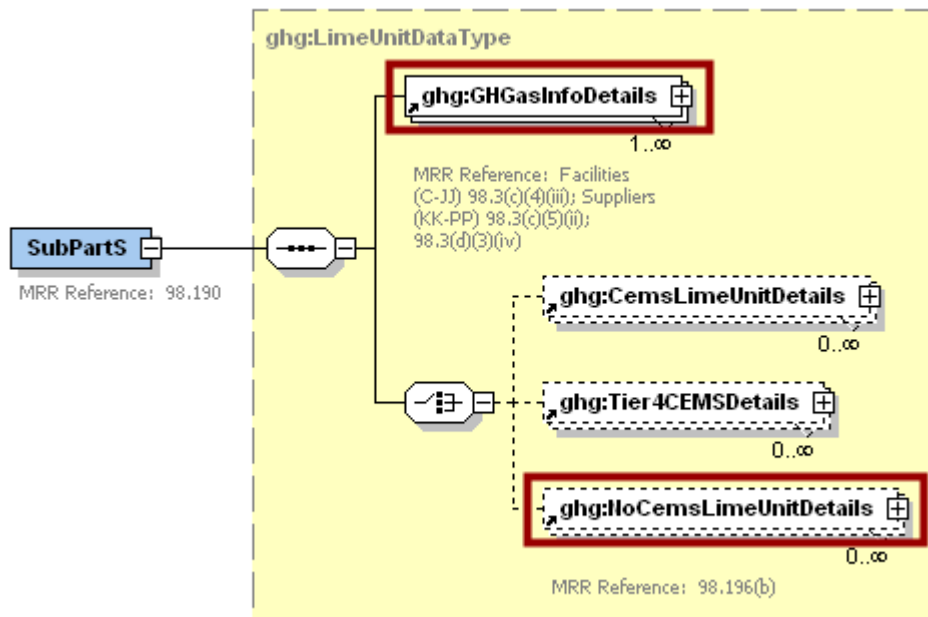 ghg:LimeUnitDataType
ghg:GHGasInfoDetails
1..∞
MRR Reference: Facilities
(C-JJ) 98.3(c)(4)(iii); Suppliers
(KK-PP) 98.3(c)(5)(ii);
98.3(d)(3)(iv)
SubPartS
MRR Reference: 98.190
ghg:CemsLimeUnitDetails
0..∞
ghg:Tier4CEMSDetails
0..∞
ghg:NoCemsLimeUnitDetails
0..∞
MRR Reference: 98.196(b)